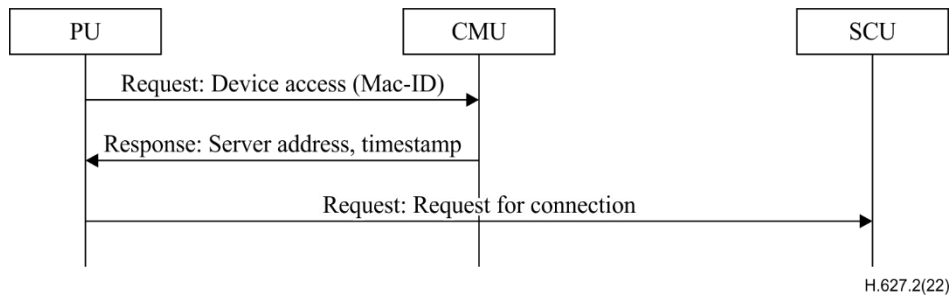 PU
CMU
SCU
Request: Device access (Mac-ID)
Response: Server address, timestamp
Request: Request for connection
H.627.2(22)